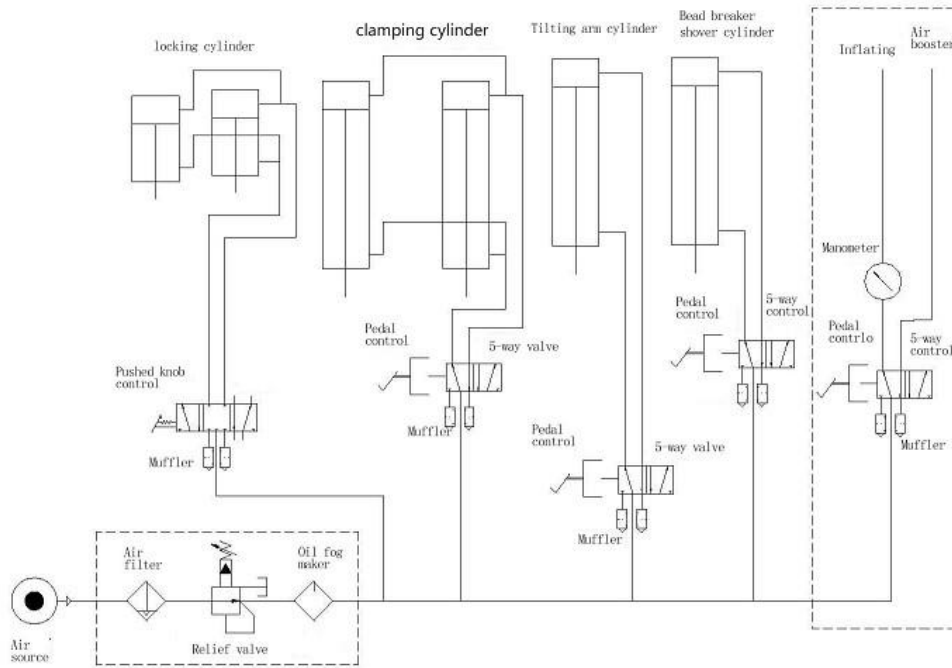 locking cylinder
clamping cylinder
Tilting arm cylinder
Bead breaker
shover cylinder
Inflating
Air
booster
Manometer
Pedal
contrlo
5-way
control
Pedal
control
5-way
control
Pedal
control
5-way valve
Pushed knob
control
Muffler
Muffler
Muffler
Pedal
control
5-way valve
Muffler
Air
filter
Oil fog
maker
Relief valve
Air
source